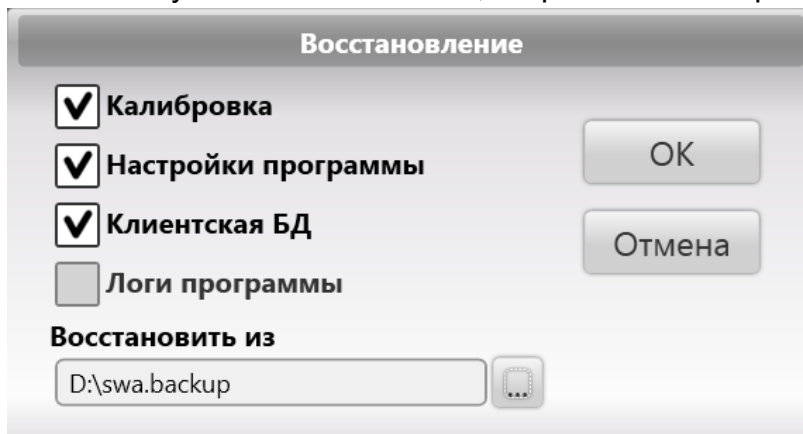 Восстановление
Калибровка
Настройки программы
OK
Клиентская БД
Отмена
Логи программы
Восстановить из
D:\swa.backup
...